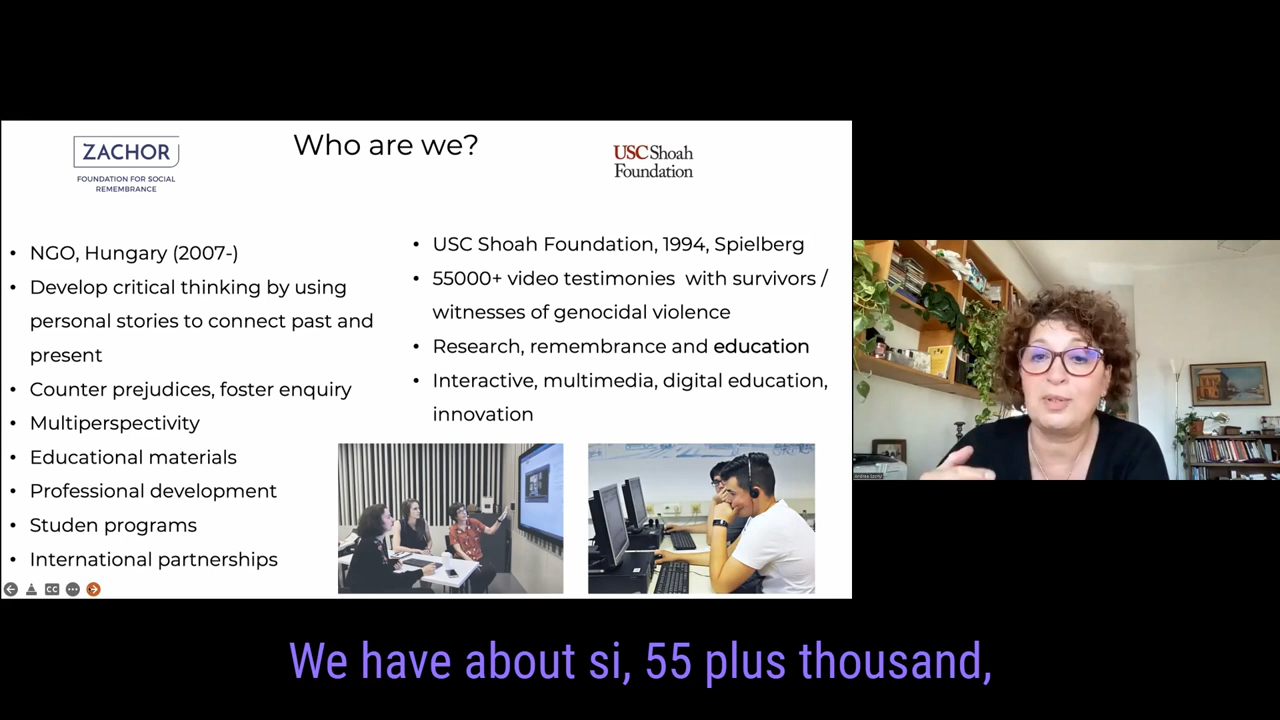 Who are we?
ZACHOR
FOUNDATION FOR SOCIAL
REMEMBRANCE
USC Shoah
Foundation
• NGO, Hungary (2007-)
• Develop critical thinking by using
personal stories to connect past and
present
• Counter prejudices, foster enquiry
• Multiperspectivity
• Educational materials
• Professional development
• Studen programs
• International partnerships
• USC Shoah Foundation, 1994, Spielberg
• 55000+ video testimonies with survivors /
witnesses of genocidal violence
• Research, remembrance and education
• Interactive, multimedia, digital education,
innovation
CC
We have about si, 55 plus thousand,